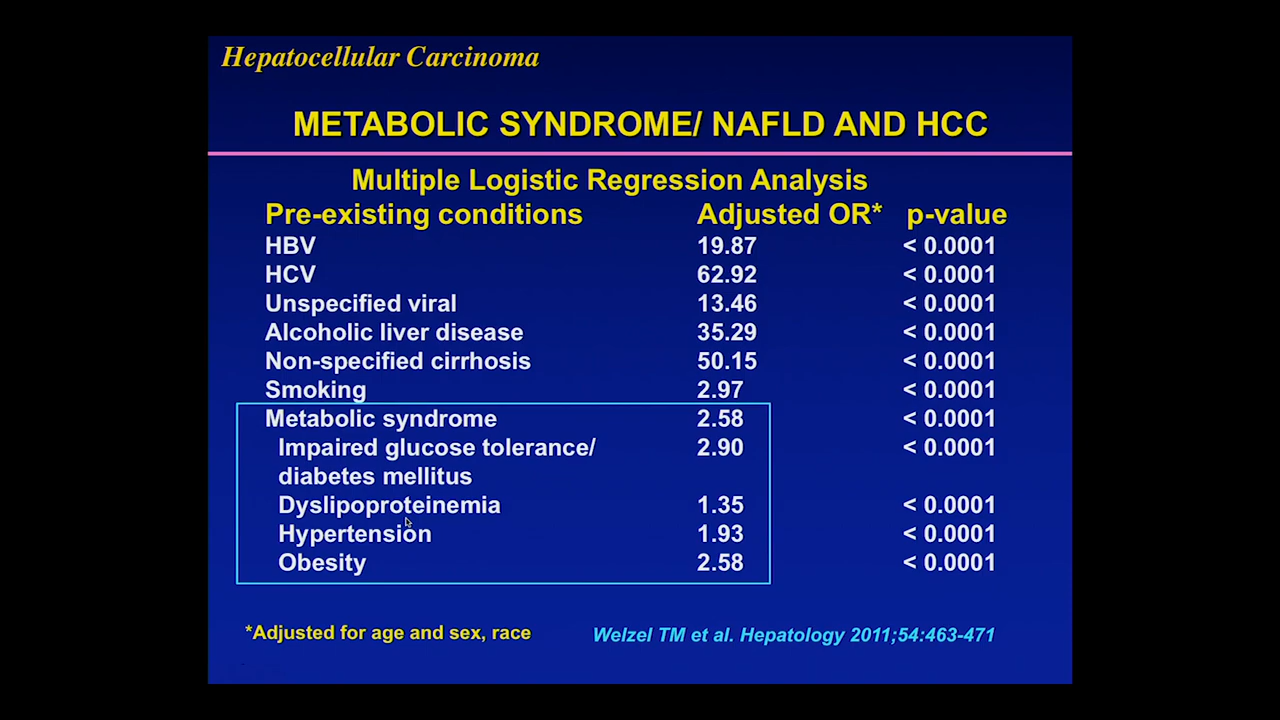 Hepatocellular Carcinoma
METABOLIC SYNDROME/ NAFLD AND HCC
Multiple Logistic Regression Analysis
Pre-existing conditions Adjusted OR* p-value
HBV 19.87 < 0.0001
HCV 62.92 < 0.0001
Unspecified viral 13.46 < 0.0001
Alcoholic liver disease 35.29 < 0.0001
Non-specified cirrhosis 50.15 < 0.0001
Smoking 2.97 < 0.0001
Metabolic syndrome 2.58 < 0.0001
Impaired glucose tolerance/ 2.90 < 0.0001
diabetes mellitus
Dyslipoproteinemia 1.35 < 0.0001
Hypertension 1.93 < 0.0001
Obesity 2.58 < 0.0001
*Adjusted for age and sex, race
Welzel TM et al. Hepatology 2011;54:463-471